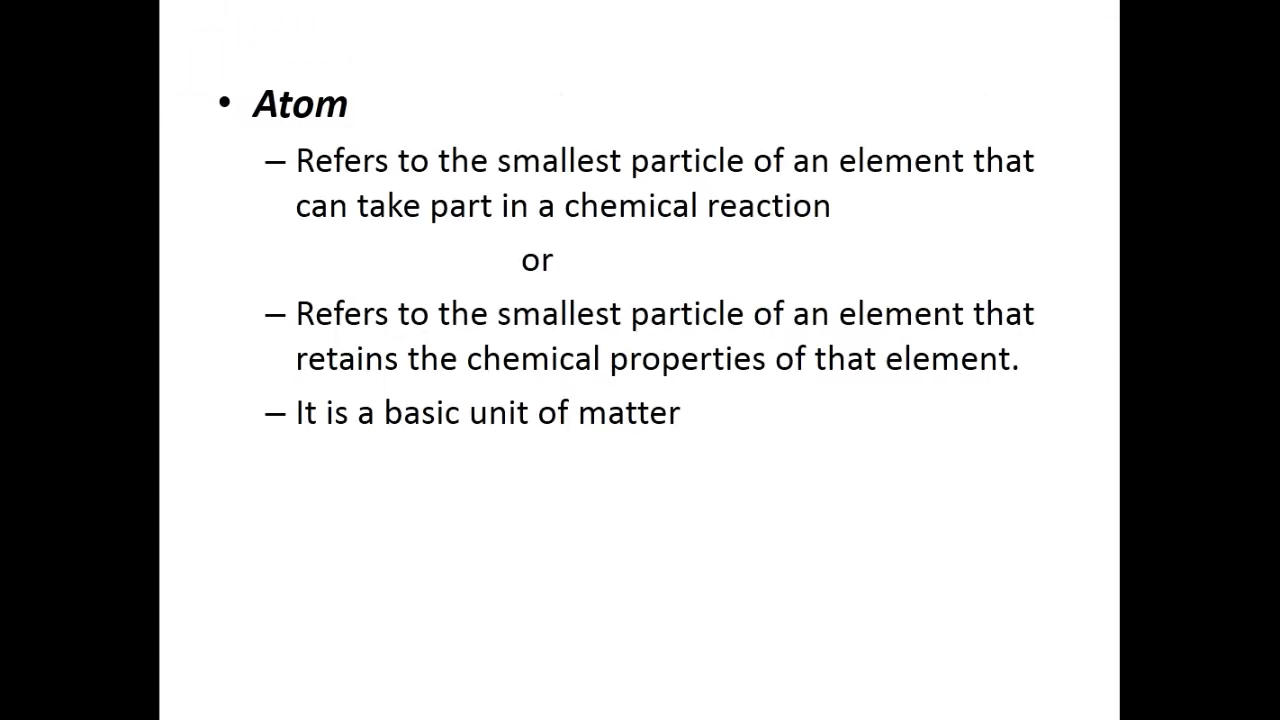 • Atom
– Refers to the smallest particle of an element that
can take part in a chemical reaction
or
– Refers to the smallest particle of an element that
retains the chemical properties of that element.
– It is a basic unit of matter